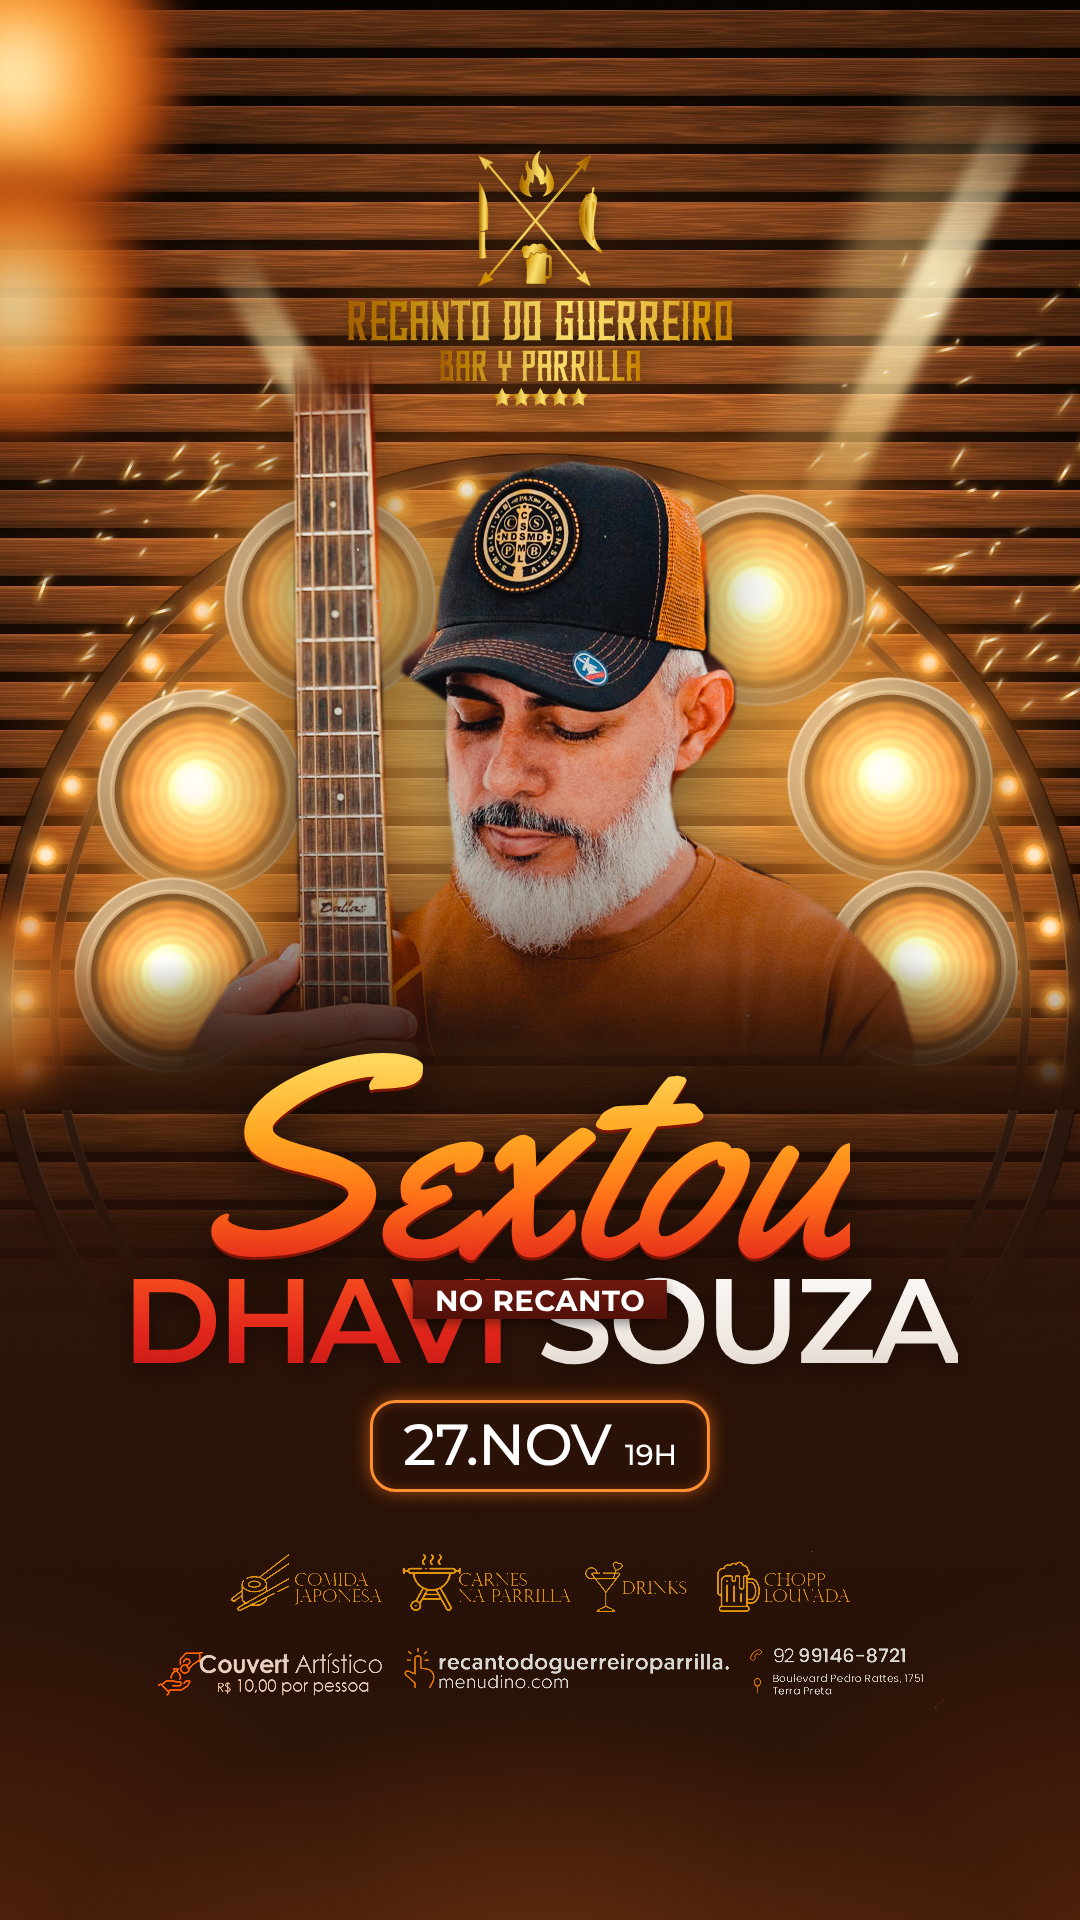 RECANTO DO GUERREIRO
BAR Y PARRILLA
PAX
C S
S
N D S M D
M
P L B
Dallas
Sextou
NO RECANTO
DHAVI SOUZA
27.NOV 19H
COMIDA
JAPONESA
CARNES
NA PARRILLA
DRINKS
CHOPP
LOUVADA
Couvert Artístico
R$ 10,00 por pessoa
recantodoguerreiroparrilla.
menudino.com
92 99146-8721
Boulevard Pedro Rattes, 1751
Terra Preta